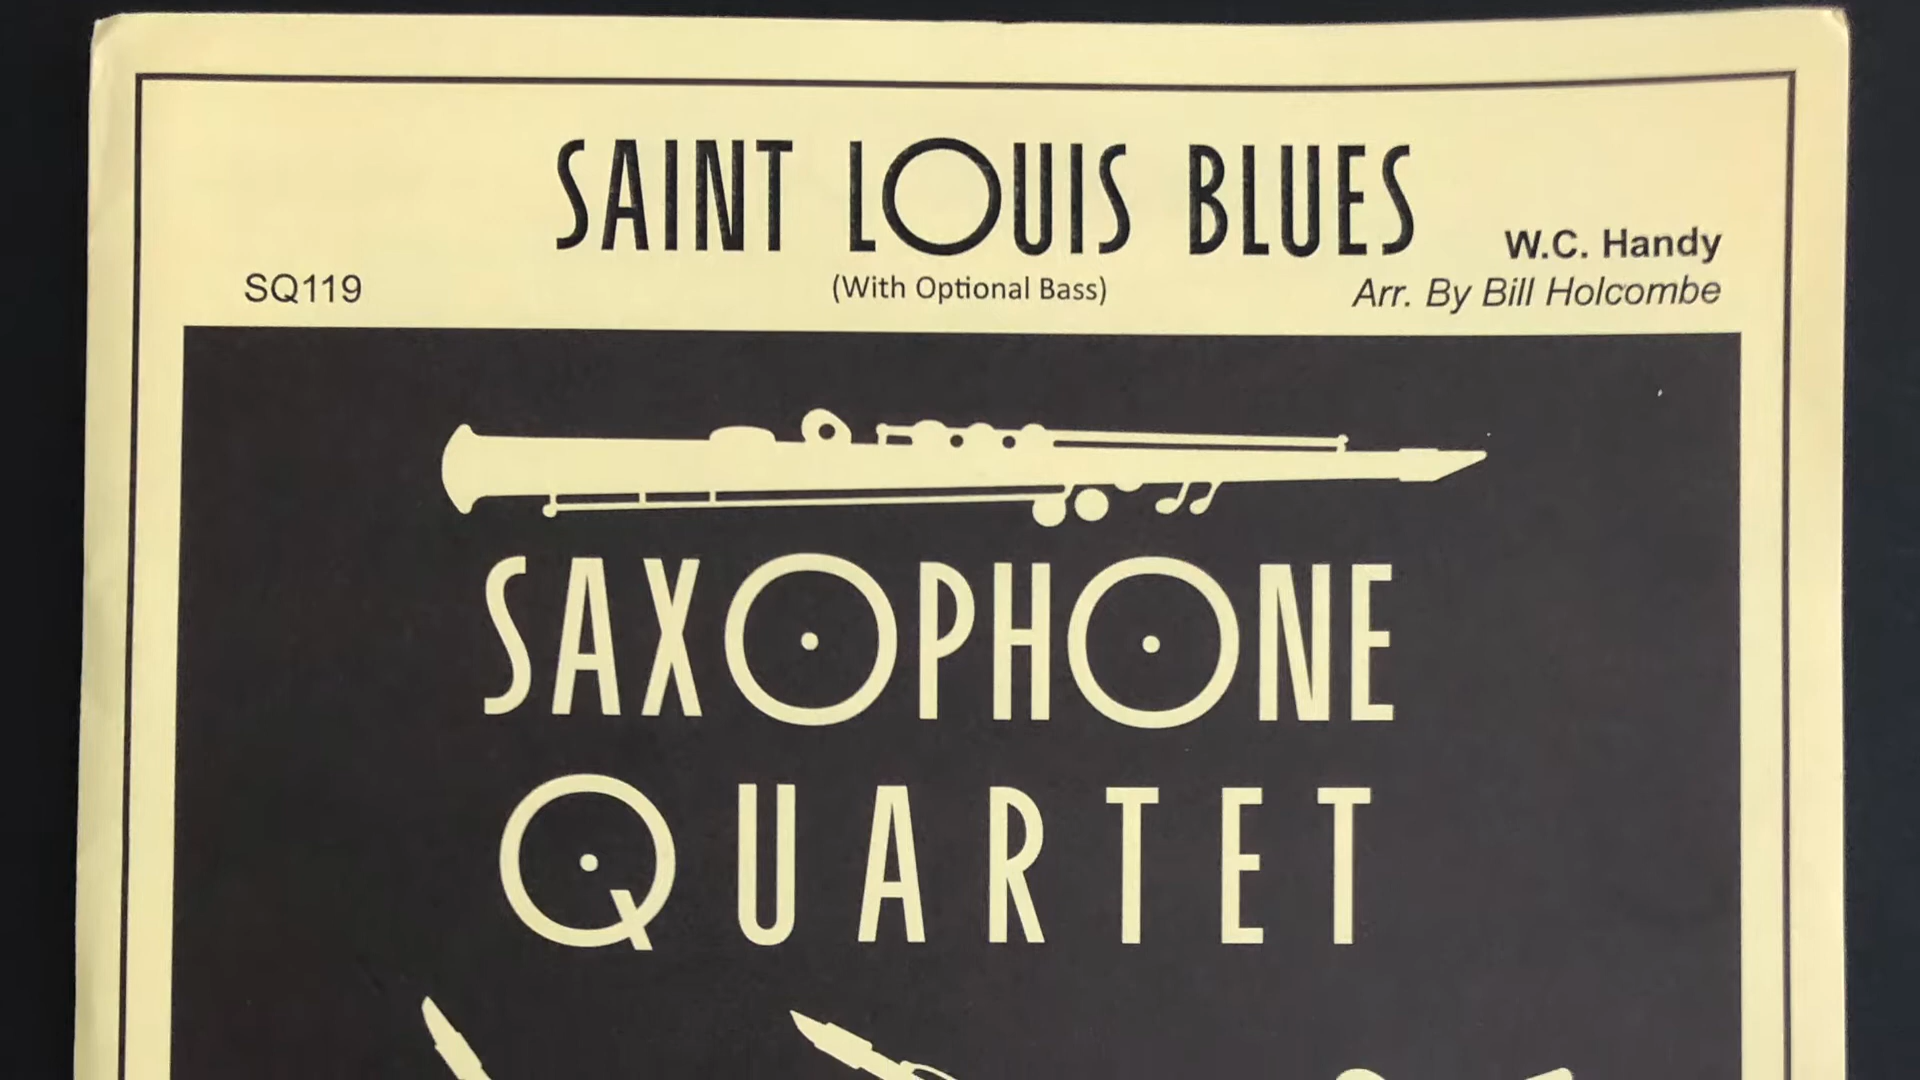 SAINT LOUIS BLUES
W.C. Handy
SQ119
(With Optional Bass)
Arr. By Bill Holcombe
SAXOPHONE
QUARTET